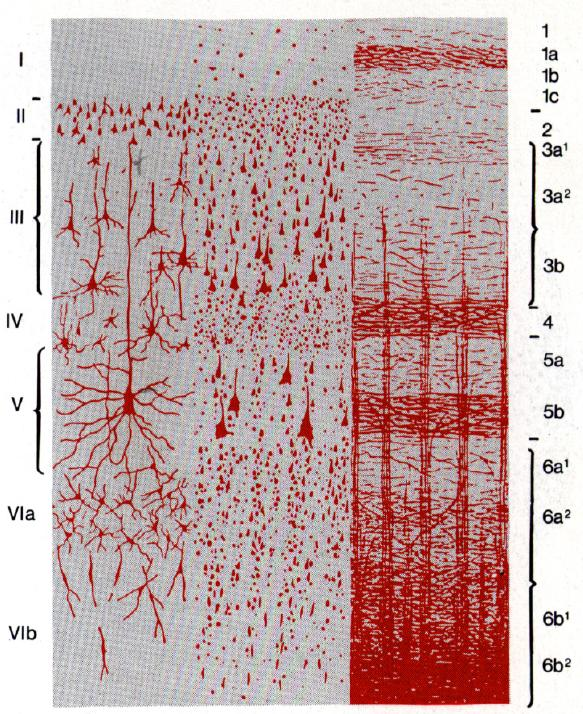 I
II
III
IV
V
VIa
VIb
1
1a
1b
1c
2
3a¹
3a²
3b
4
5a
5b
6a¹
6a²
6b¹
6b²